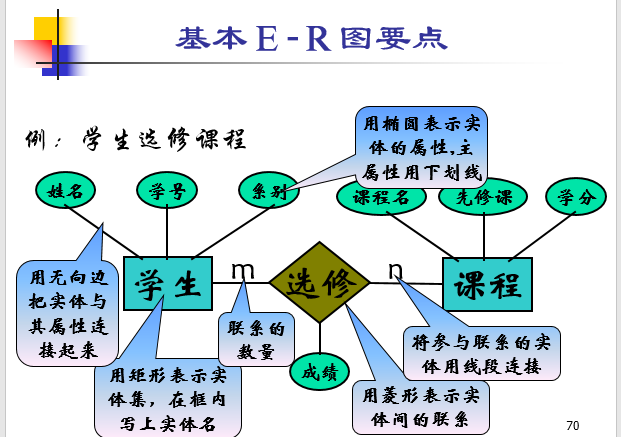 基本E-R图要点
例：学生选修课程
用椭圆表示实
体的属性,主
属性用下划线
姓名
学号
系别
课程名
先修课
学分
学生
m
选修
n
课程
用无向边
把实体与
其属性连
接起来
联系的
数量
将参与联系的实
体用线段连接
成绩
用矩形表示实
体集，在框内
写上实体名
用菱形表示实
体间的联系
70